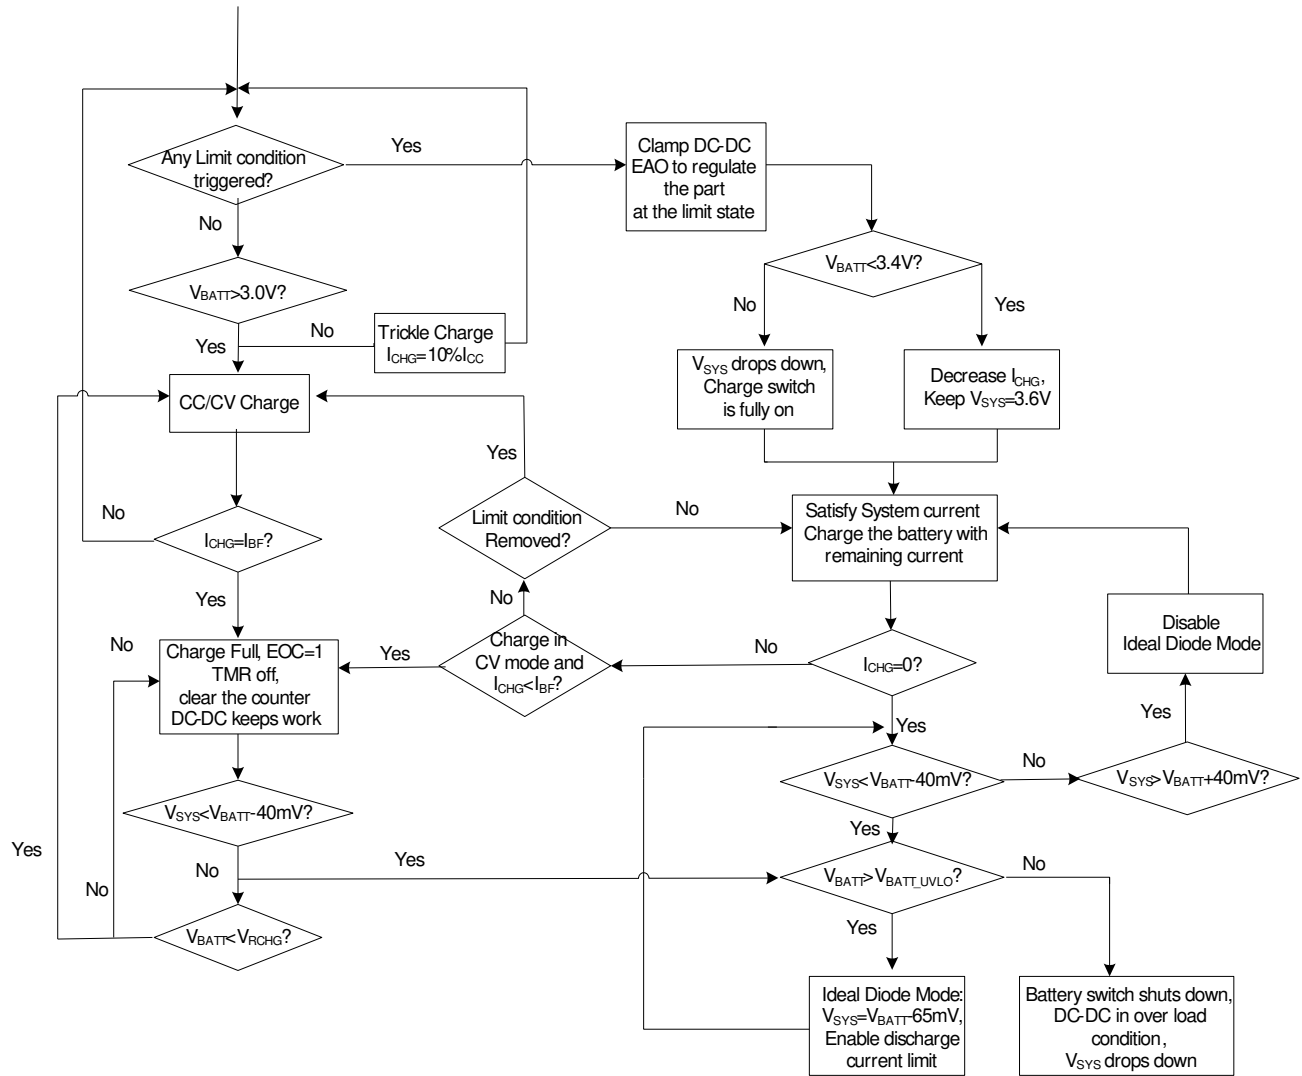 Any Limit condition
triggered?
Yes
Clamp DC-DC
EAO to regulate
the part
at the limit state
No
VBATT>3.0V?
VBATT<3.4V?
No
Yes
No
Yes
Trickle Charge
ICHG=10%ICC
VSYS drops down,
Charge switch
is fully on
Decrease ICHG,
Keep VSYS=3.6V
CC/CV Charge
Yes
No
ICHG=IBF?
Limit condition
Removed?
No
Satisfy System current
Charge the battery with
remaining current
Yes
No
No
Charge Full, EOC=1
TMR off,
clear the counter
DC-DC keeps work
Yes
Charge in
CV mode and
ICHG<IBF?
No
ICHG=0?
Disable
Ideal Diode Mode
Yes
Yes
VSYS<VBATT-40mV?
VSYS<VBATT-40mV?
No
VSYS>VBATT+40mV?
Yes
Yes
No
Yes
No
VBATT>VBATT_UVLO?
No
VBATT<VRCHG?
Yes
Ideal Diode Mode:
VSYS=VBATT-65mV,
Enable discharge
current limit
Battery switch shuts down,
DC-DC in over load
condition,
VSYS drops down